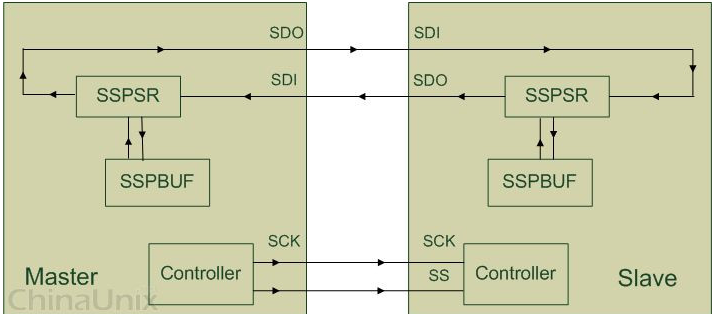 SDO SDI
SDI SDO
SSPSR SSPSR
SSPBUF SSPBUF
SCK SCK
Master Controller SS Controller Slave
ChinaUnix